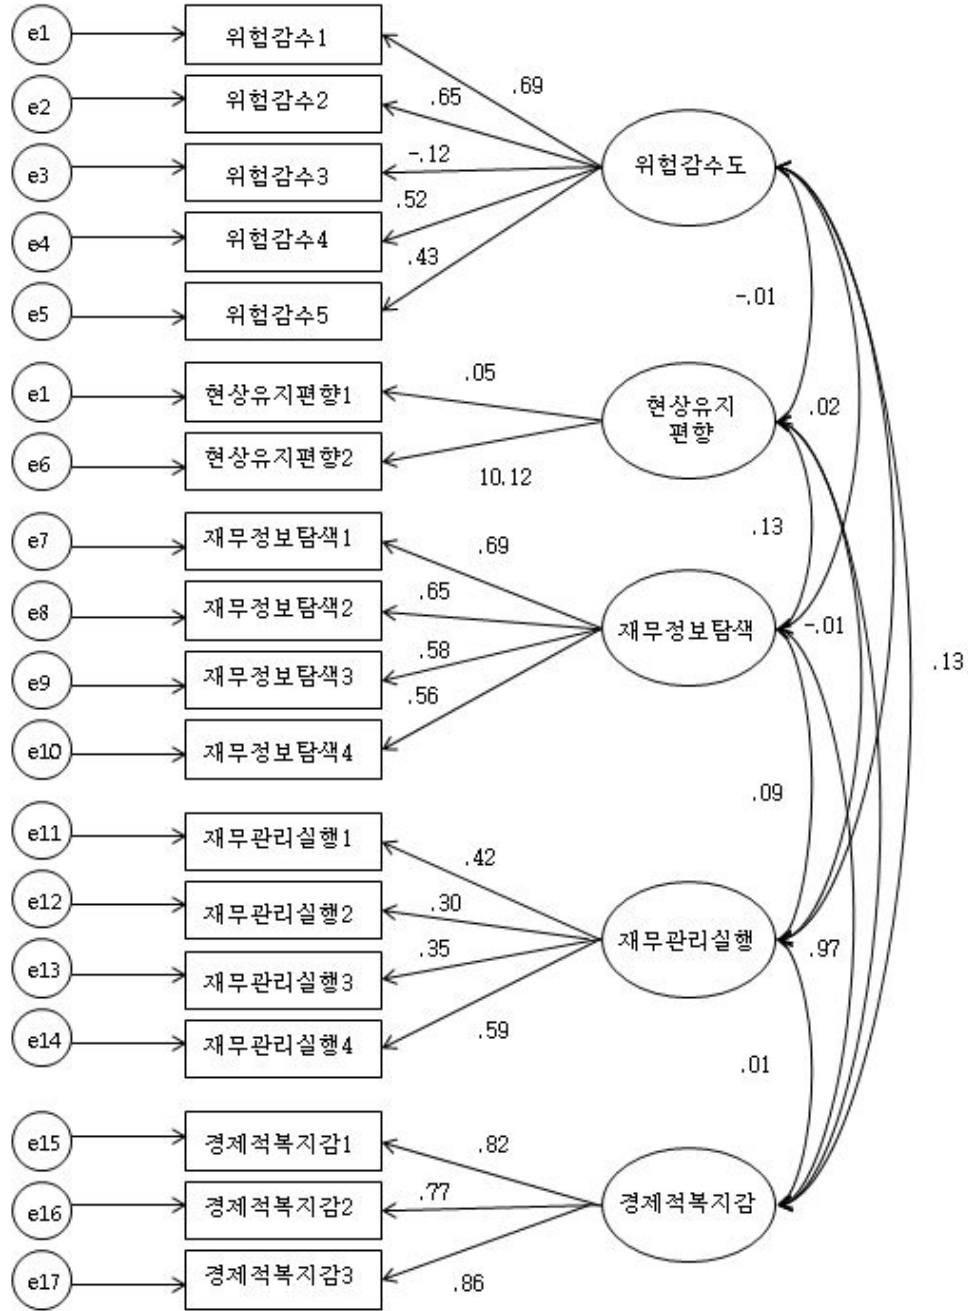 e1
위험감수1
.69
e2
위험감수2
.65
위험감수도
e3
위험감수3
-.12
e4
위험감수4
.52
e5
위험감수5
.43
-.01
e1
현상유지편향1
.05
현상유지
편향
.02
e6
현상유지편향2
10.12
.13
e7
재무정보탐색1
.69
e8
재무정보탐색2
.65
재무정보탐색
-.01
e9
재무정보탐색3
.58
.13
e10
재무정보탐색4
.56
.09
e11
재무관리실행1
.42
e12
재무관리실행2
.30
재무관리실행
.97
e13
재무관리실행3
.35
e14
재무관리실행4
.59
.01
e15
경제적복지감1
.82
e16
경제적복지감2
.77
경제적복지감
e17
경제적복지감3
.86